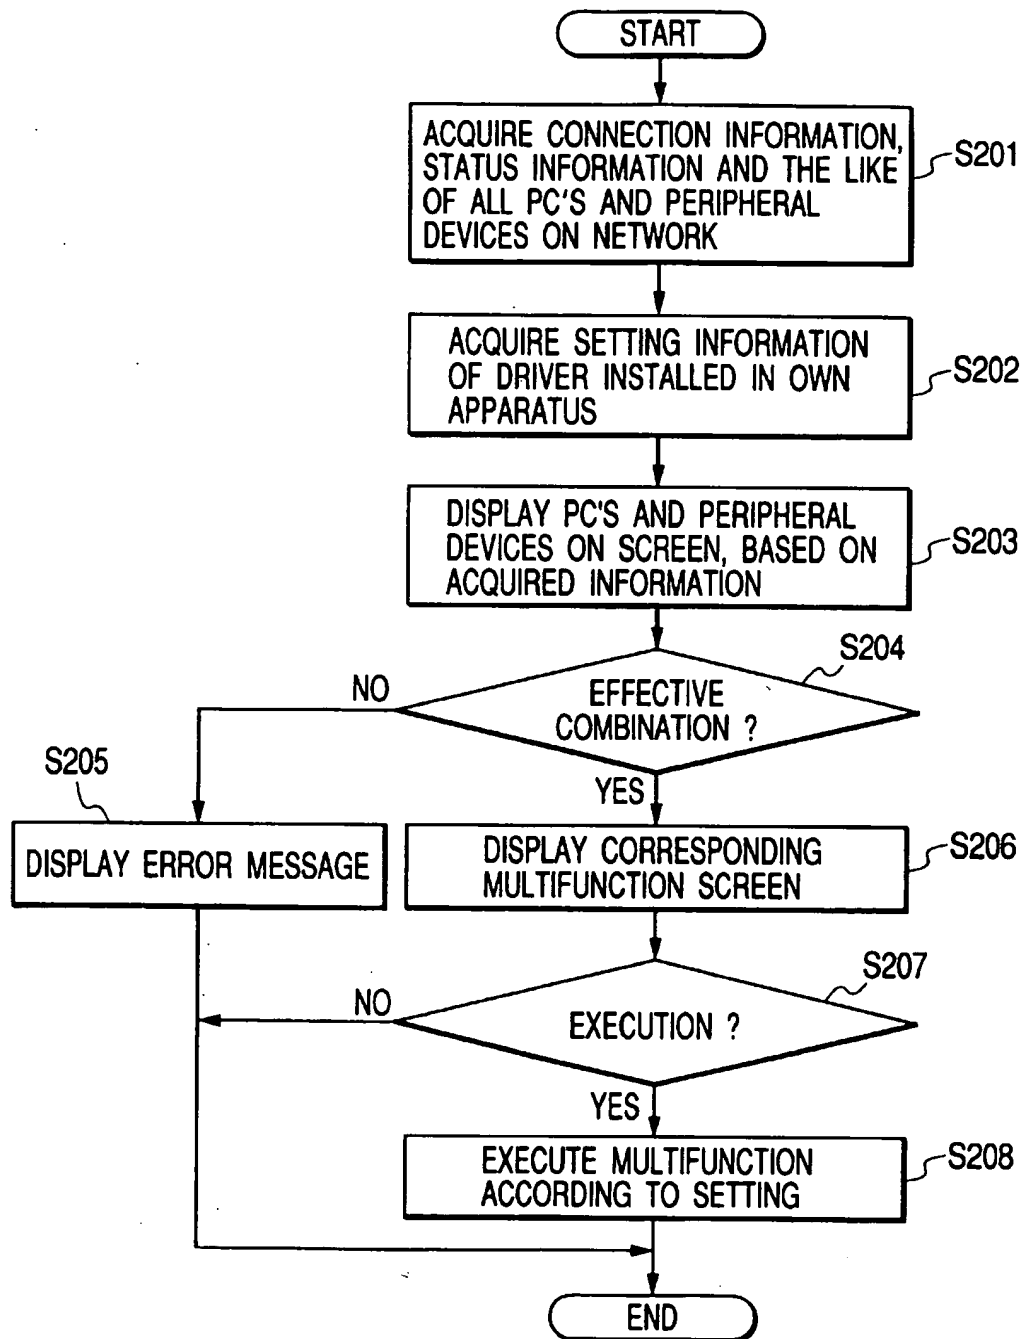 START
ACQUIRE CONNECTION INFORMATION,
STATUS INFORMATION AND THE LIKE
OF ALL PC'S AND PERIPHERAL
DEVICES ON NETWORK
S201
ACQUIRE SETTING INFORMATION
OF DRIVER INSTALLED IN OWN
APPARATUS
S202
DISPLAY PC'S AND PERIPHERAL
DEVICES ON SCREEN, BASED ON
ACQUIRED INFORMATION
S203
S204
NO
EFFECTIVE
COMBINATION ?
YES
S205
DISPLAY ERROR MESSAGE
DISPLAY CORRESPONDING
MULTIFUNCTION SCREEN
S206
S207
NO
EXECUTION ?
YES
EXECUTE MULTIFUNCTION
ACCORDING TO SETTING
S208
END